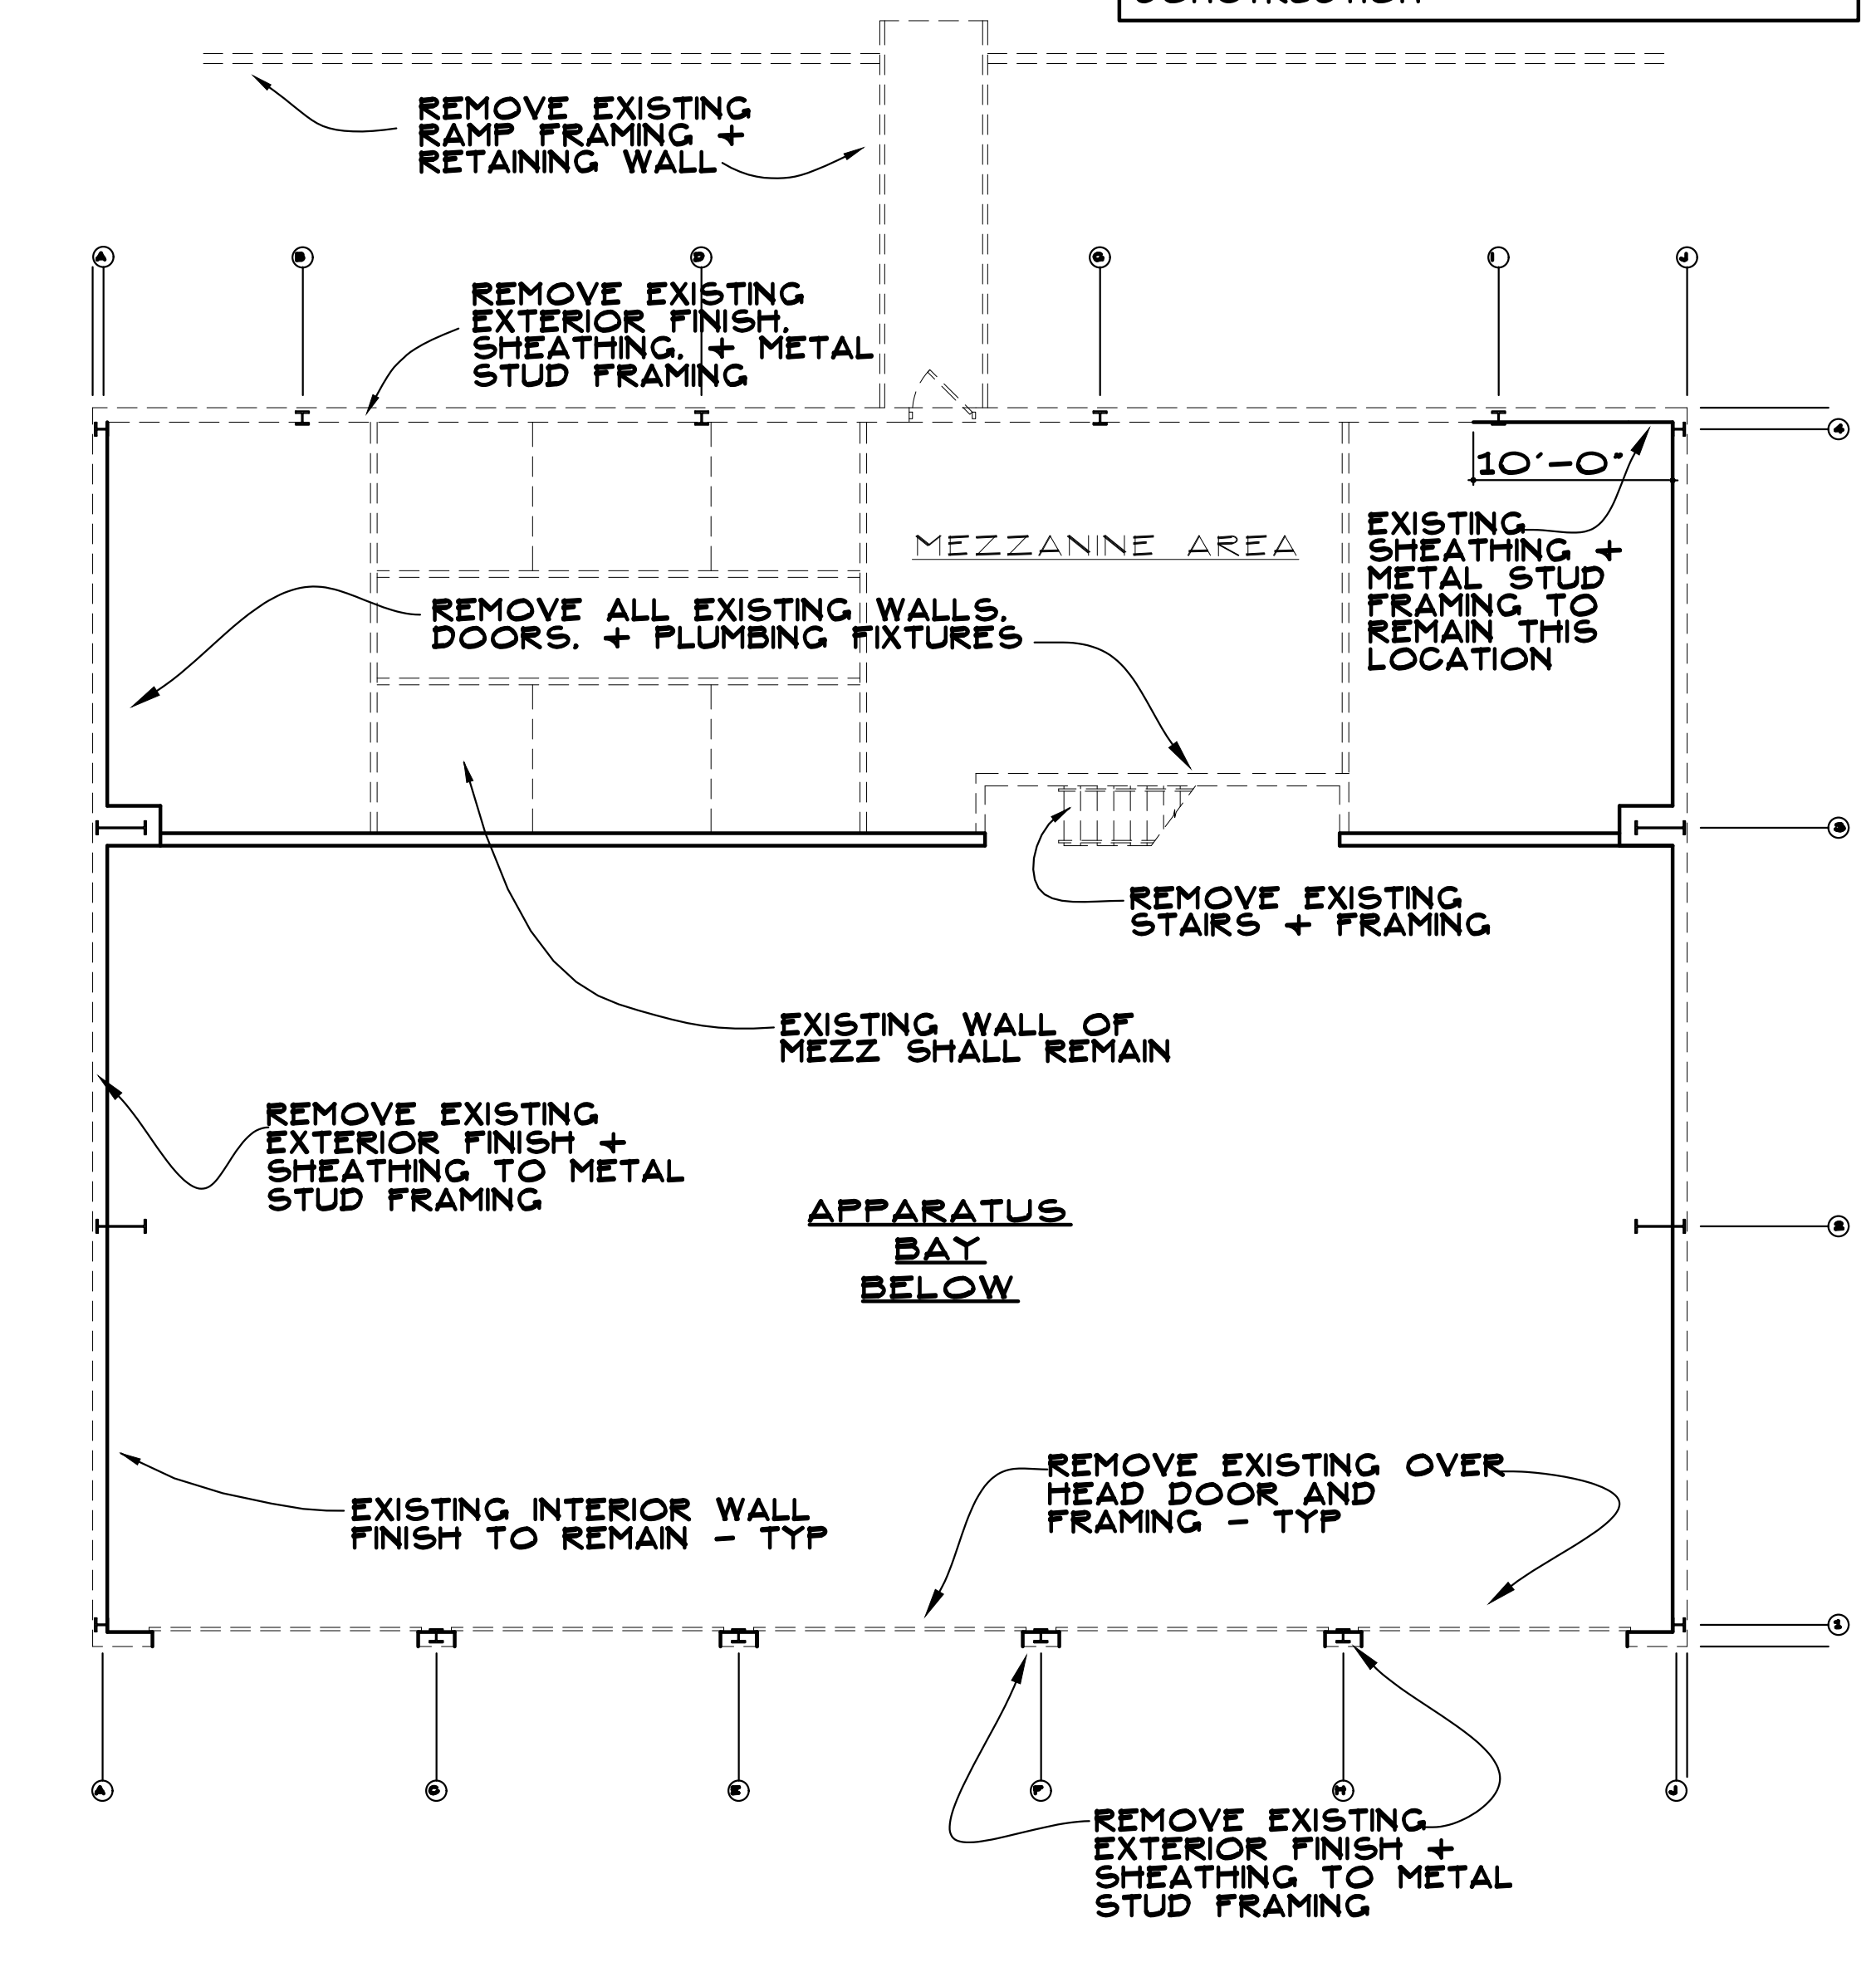 REMOVE EXISTING
RAMP FRAMING +
RETAINING WALL
A
B
D
G
I
J
REMOVE EXISTING
EXTERIOR FINISH,
SHEATHING, + METAL
STUD FRAMING
4
10'-0"
EXISTING
SHEATHING +
METAL STUD
FRAMING TO
REMAIN THIS
LOCATION
MEZZANINE AREA
REMOVE ALL EXISTING WALLS,
DOORS, + PLUMBING FIXTURES
3
REMOVE EXISTING
STAIRS + FRAMING
EXISTING WALL OF
MEZZ SHALL REMAIN
REMOVE EXISTING
EXTERIOR FINISH +
SHEATHING TO METAL
STUD FRAMING
APPARATUS
BAY
BELOW
2
REMOVE EXISTING OVER
HEAD DOOR AND
FRAMING - TYP
EXISTING INTERIOR WALL
FINISH TO REMAIN - TYP
1
A
C
E
F
H
J
REMOVE EXISTING
EXTERIOR FINISH +
SHEATHING TO METAL
STUD FRAMING